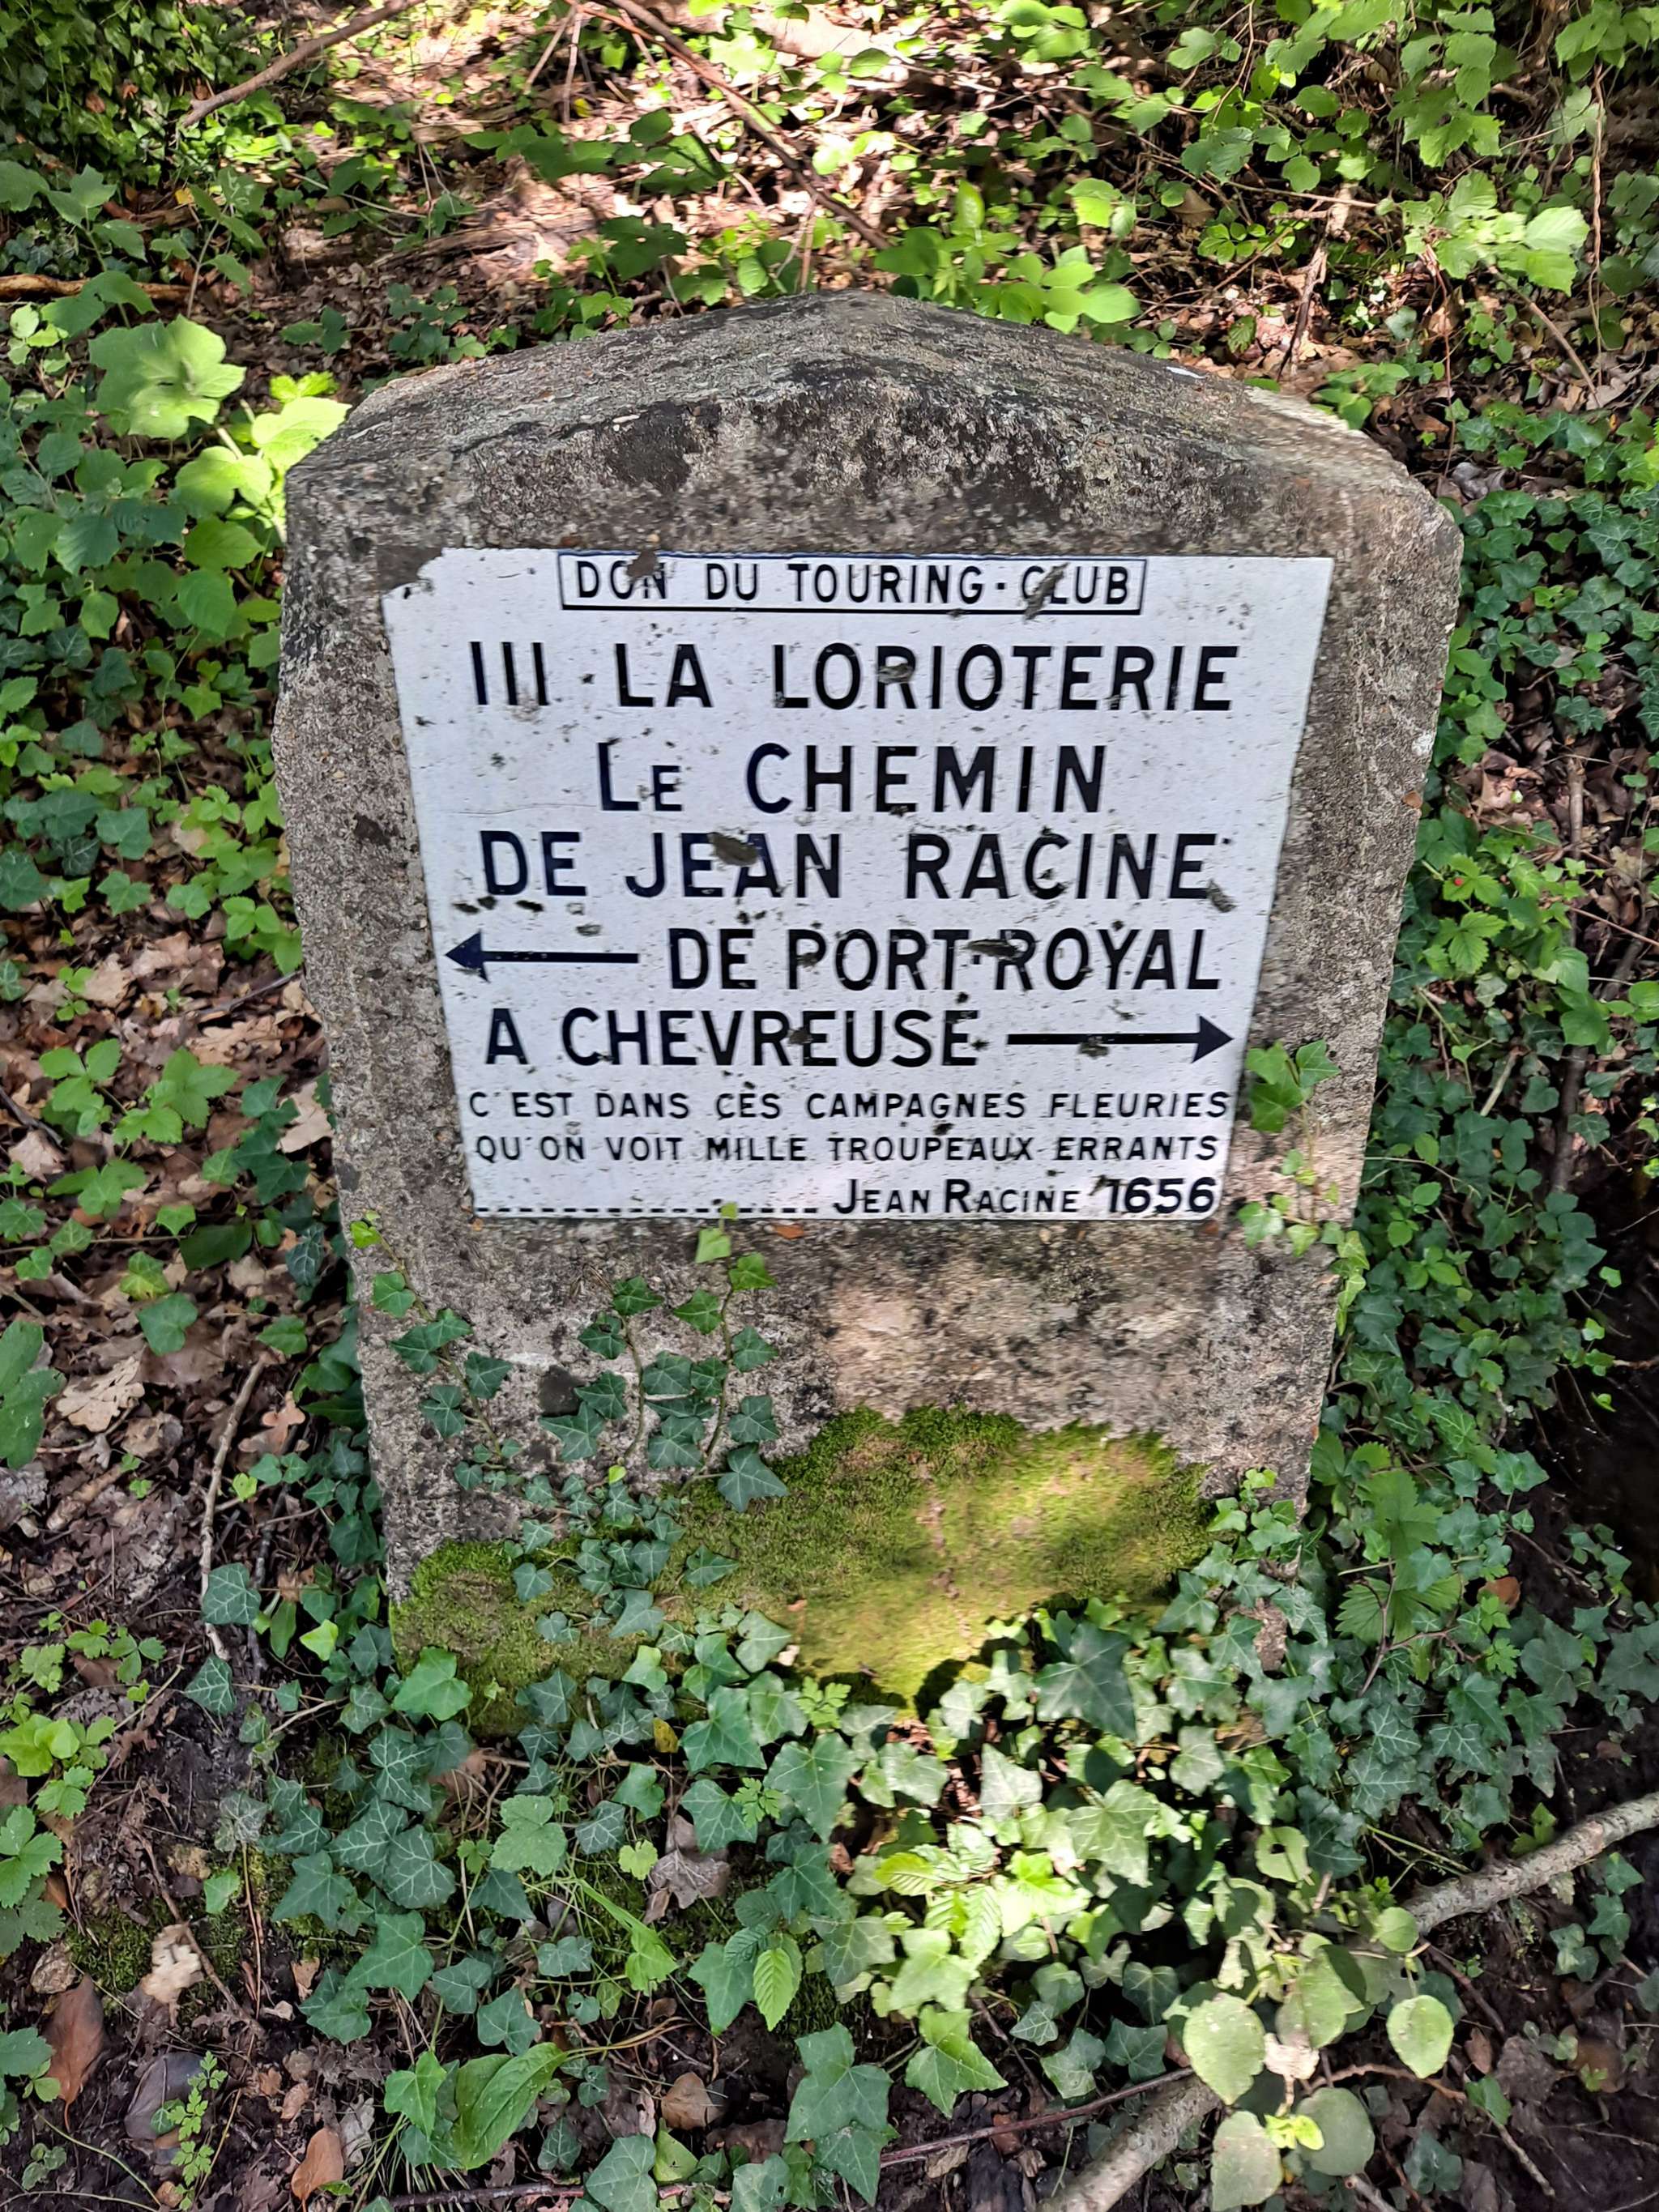 DON DU TOURING-CLUB
III · LA LORIOTERIE
LE CHEMIN
DE JEAN RACINE
← DE PORT-ROYAL
A CHEVREUSE →
C'EST DANS CES CAMPAGNES FLEURIES
QU'ON VOIT MILLE TROUPEAUX ERRANTS
JEAN RACINE 1656